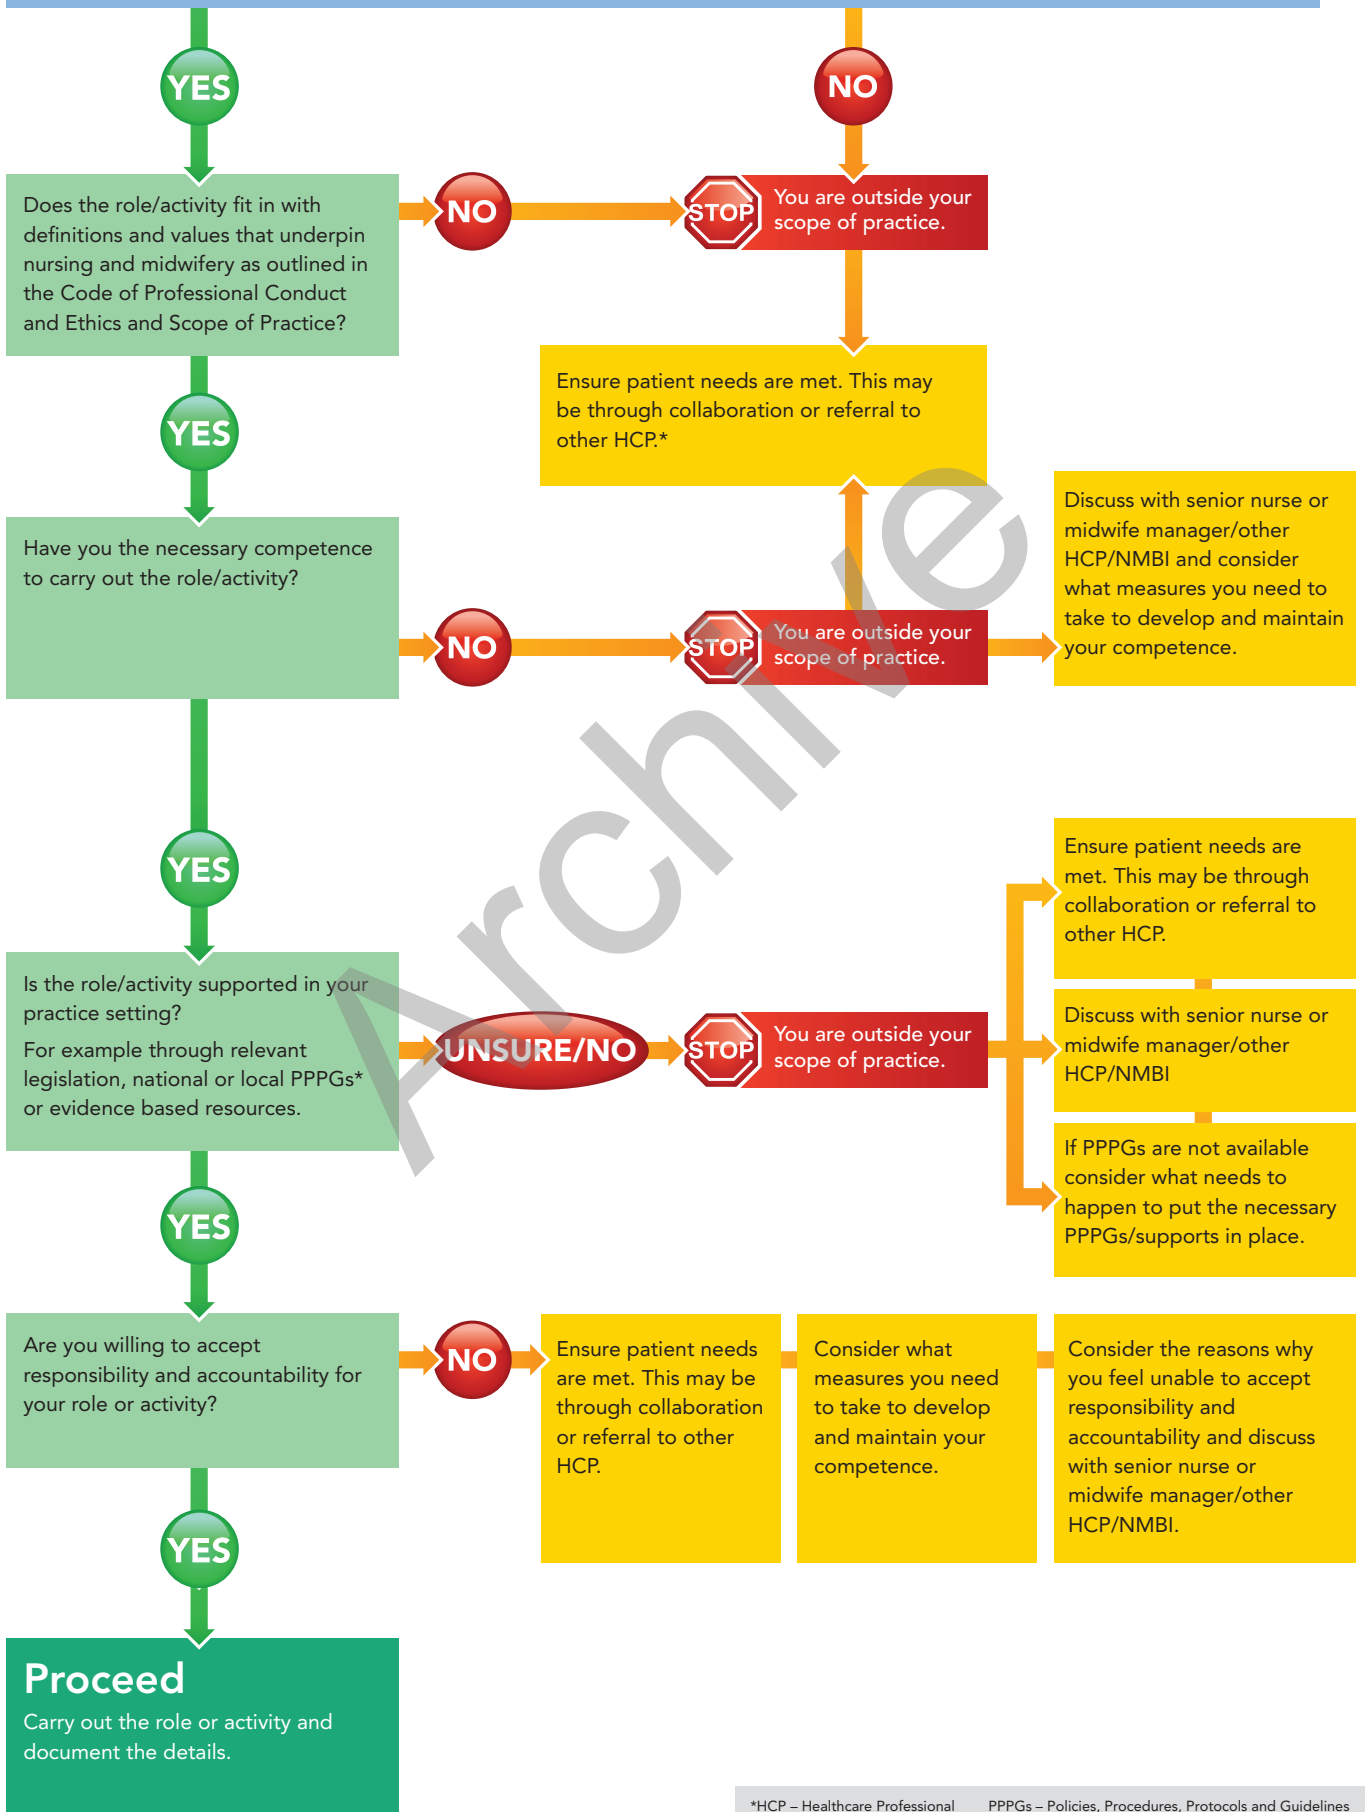 YES
NO
Does the role/activity fit in with
definitions and values that underpin
nursing and midwifery as outlined in
the Code of Professional Conduct
and Ethics and Scope of Practice?
NO
STOP
You are outside your
scope of practice.
Ensure patient needs are met. This may
be through collaboration or referral to
other HCP.*
YES
Have you the necessary competence
to carry out the role/activity?
NO
STOP
You are outside your
scope of practice.
Discuss with senior nurse or
midwife manager/other
HCP/NMBI and consider
what measures you need to
take to develop and maintain
your competence.
YES
Is the role/activity supported in your
practice setting?
For example through relevant
legislation, national or local PPPGs*
or evidence based resources.
UNSURE/NO
STOP
You are outside your
scope of practice.
Ensure patient needs are
met. This may be through
collaboration or referral to
other HCP.
Discuss with senior nurse or
midwife manager/other
HCP/NMBI
If PPPGs are not available
consider what needs to
happen to put the necessary
PPPGs/supports in place.
YES
Are you willing to accept
responsibility and accountability for
your role or activity?
NO
Ensure patient needs
are met. This may be
through collaboration
or referral to other
HCP.
Consider what
measures you need
to take to develop
and maintain your
competence.
Consider the reasons why
you feel unable to accept
responsibility and
accountability and discuss
with senior nurse or
midwife manager/other
HCP/NMBI.
YES
Proceed
Carry out the role or activity and
document the details.
*HCP – Healthcare Professional PPPGs – Policies, Procedures, Protocols and Guidelines
Archive